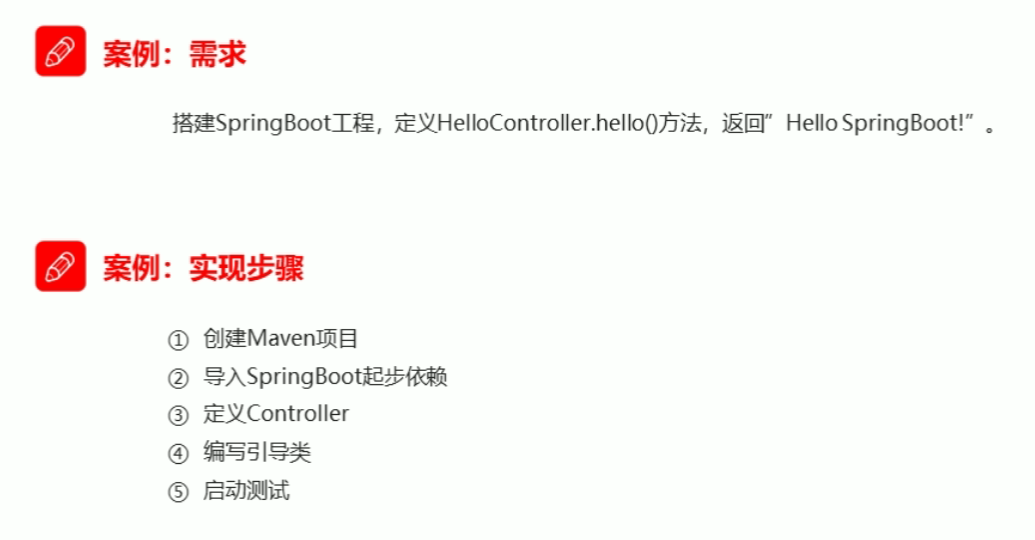 案例：需求
搭建SpringBoot工程，定义HelloController.hello()方法，返回”Hello SpringBoot!”。
案例：实现步骤
① 创建Maven项目
② 导入SpringBoot起步依赖
③ 定义Controller
④ 编写引导类
⑤ 启动测试